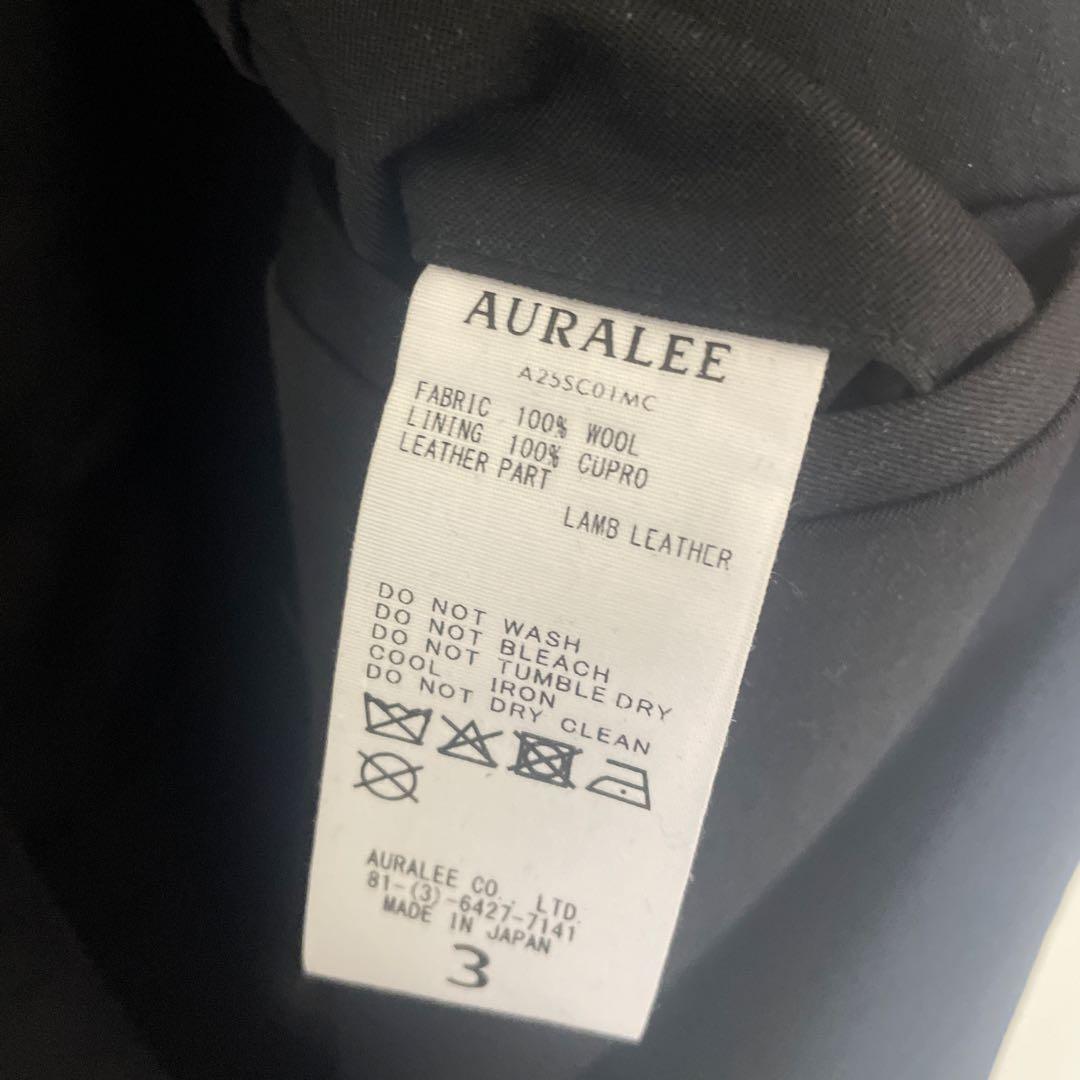 AURALEE
A25SC01MC
FABRIC 100% WOOL
LINING 100% CUPRO
LEATHER PART
LAMB LEATHER
DO NOT WASH
DO NOT BLEACH
DO NOT TUMBLE DRY
COOL IRON
DO NOT DRY CLEAN
AURALEE CO., LTD.
81-(3)-6427-7141
MADE IN JAPAN
3